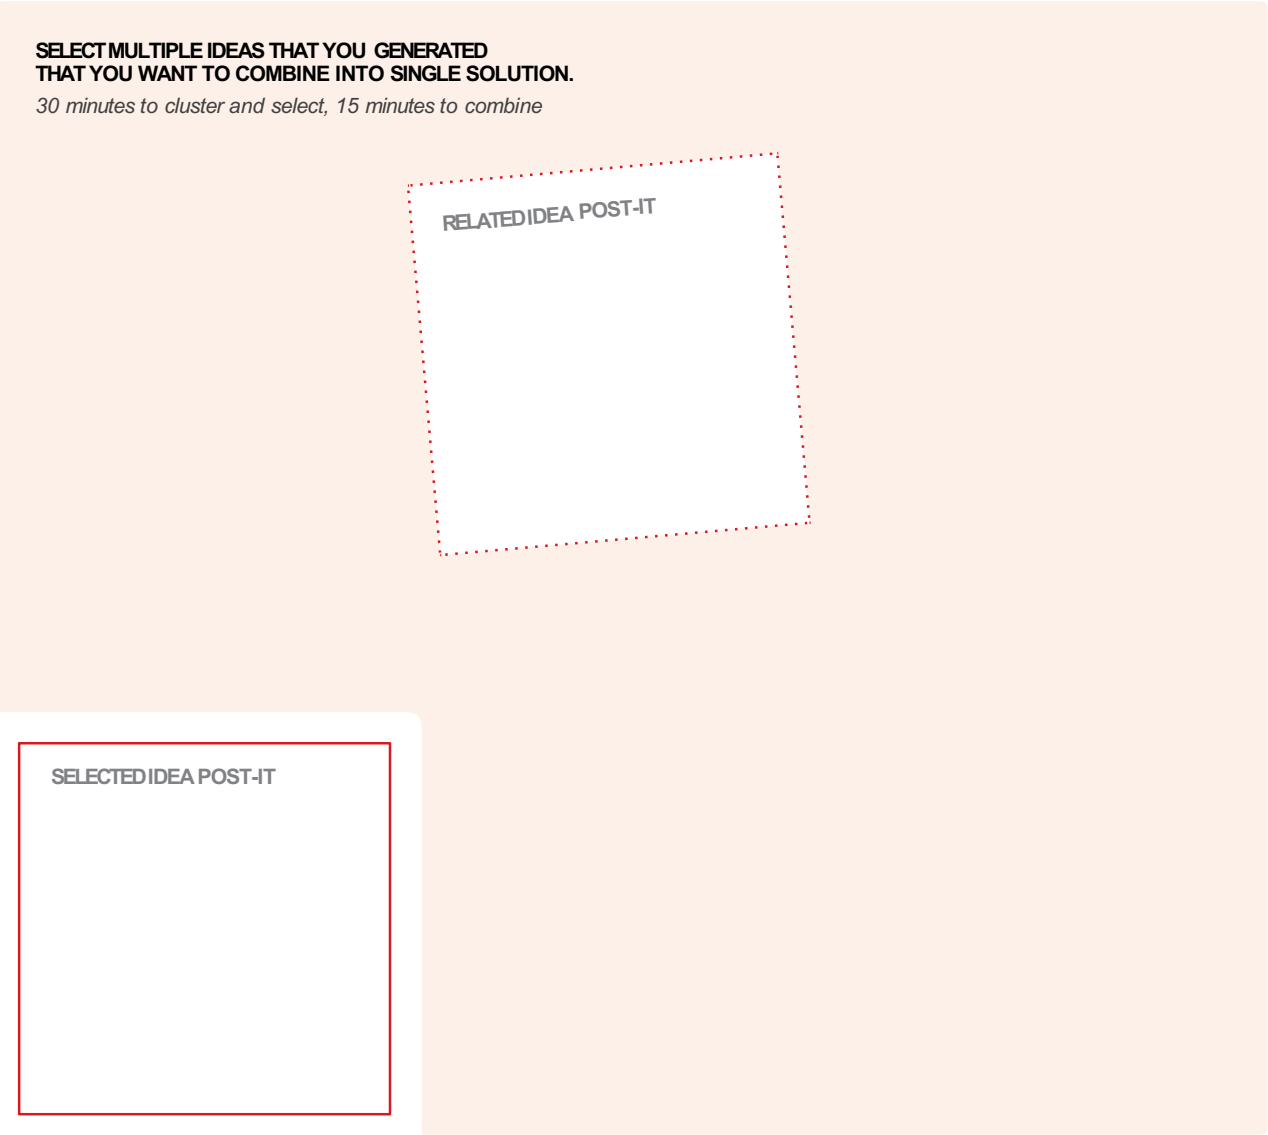 SELECT MULTIPLE IDEAS THAT YOU GENERATED
THAT YOU WANT TO COMBINE INTO SINGLE SOLUTION.
30 minutes to cluster and select, 15 minutes to combine
RELATED IDEA POST-IT
SELECTED IDEA POST-IT